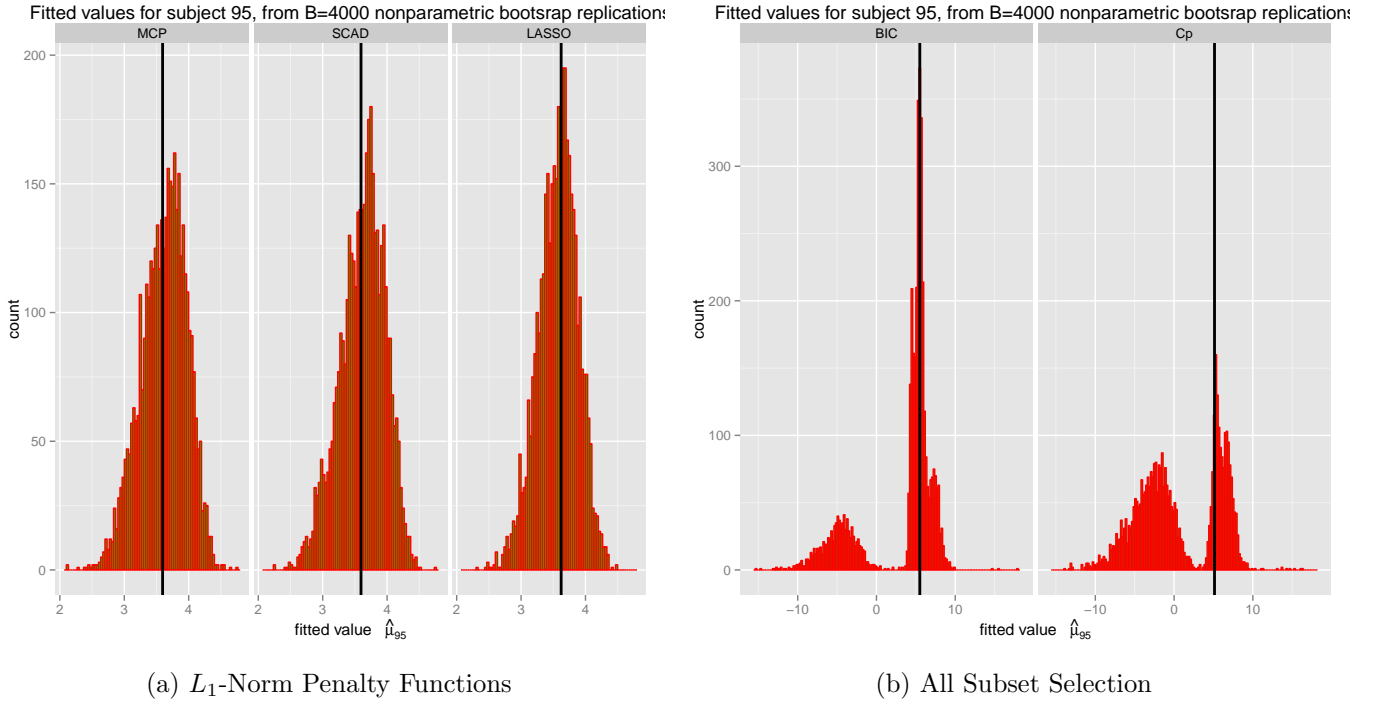 Fitted values for subject 95, from B=4000 nonparametric bootsrap replications
MCP
SCAD
LASSO
200
150
100
50
0
count
2
3
4
2
3
4
2
3
4
fitted value μ̂95
(a) L1-Norm Penalty Functions
Fitted values for subject 95, from B=4000 nonparametric bootsrap replications
BIC
Cp
300
200
100
0
count
−10
0
10
−10
0
10
fitted value μ̂95
(b) All Subset Selection